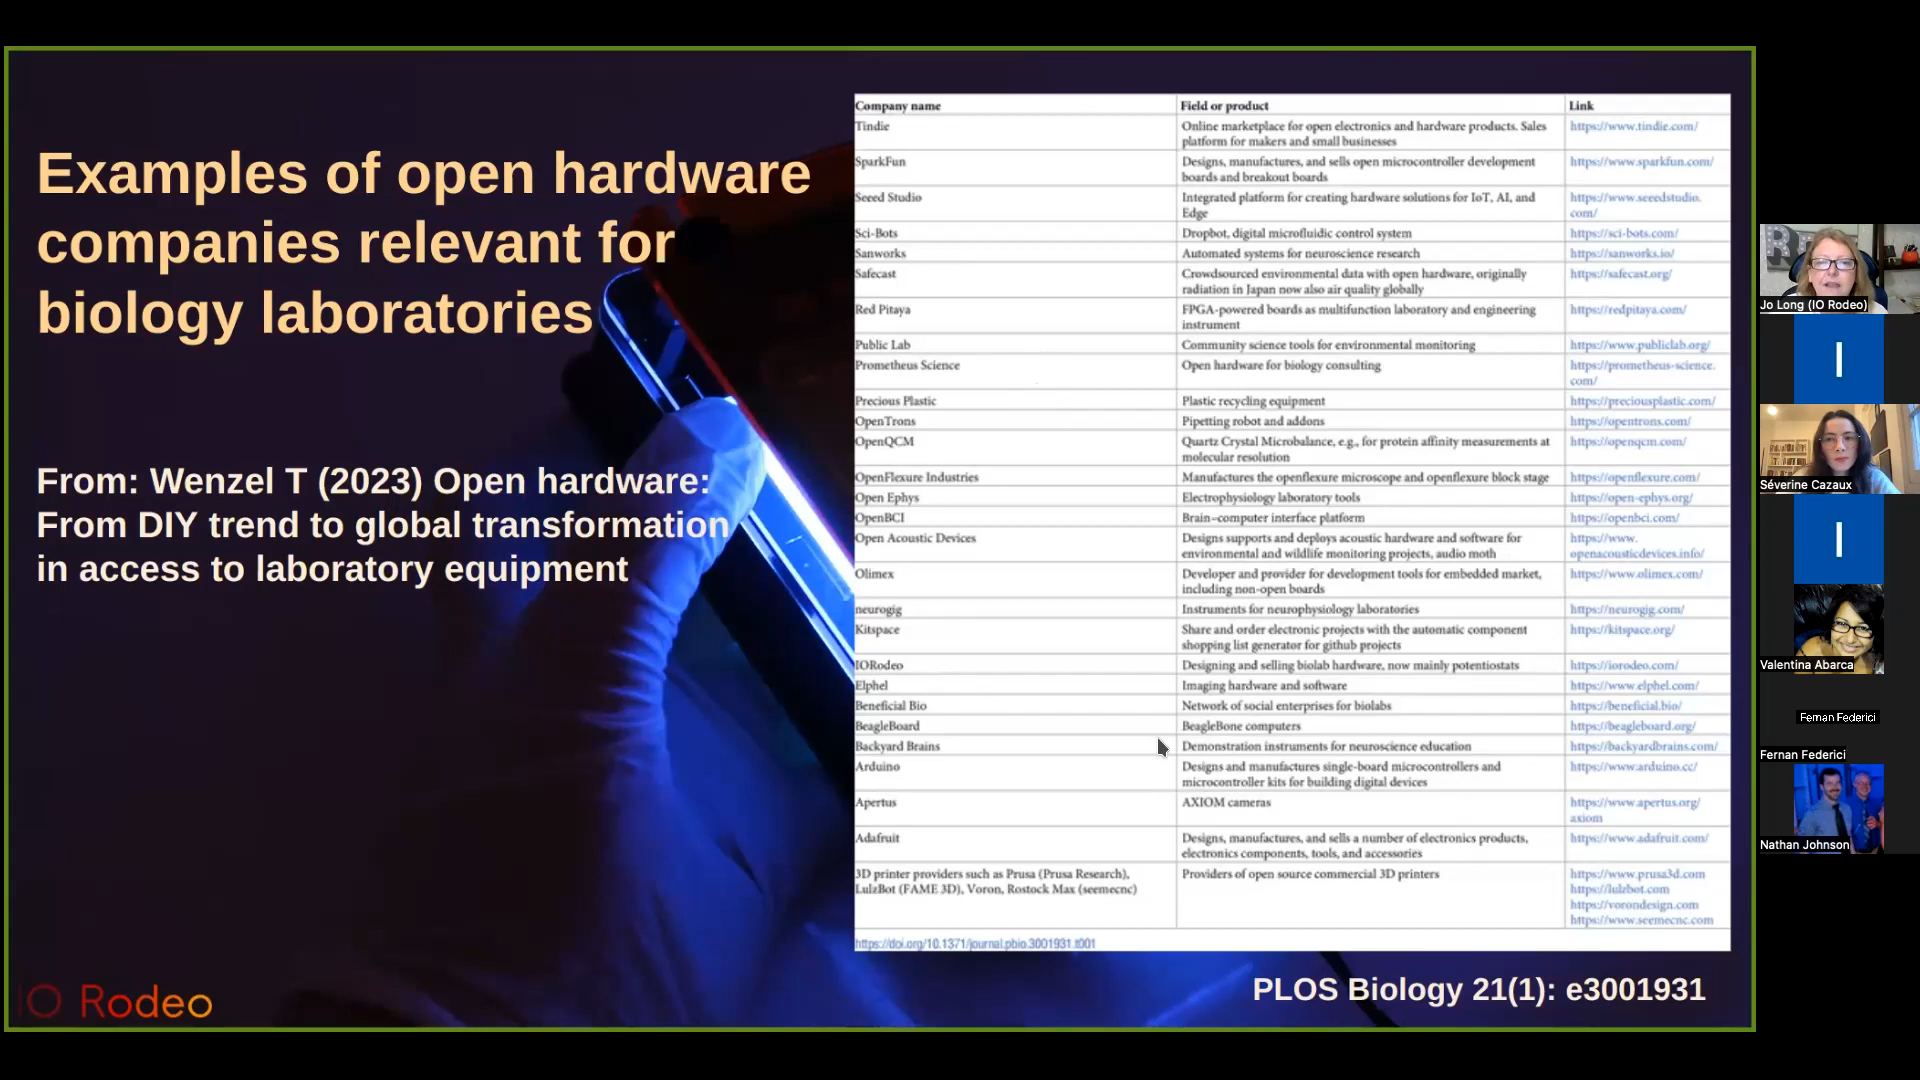 Examples of open hardware
companies relevant for
biology laboratories
From: Wenzel T (2023) Open hardware:
From DIY trend to global transformation
in access to laboratory equipment
Company name Field or product Link
Tindie Online marketplace for open electronics and hardware products. Sales https://www.tindie.com/
platform for makers and small businesses
SparkFun Designs, manufactures, and sells open microcontroller development https://www.sparkfun.com/
boards and breakout boards
Seeed Studio Integrated platform for creating hardware solutions for IoT, AI, and https://www.seeedstudio.
Edge com/
Sci-Bots Dropbot, digital microfluidic control system https://sci-bots.com/
Sanworks Automated systems for neuroscience research https://sanworks.io/
Safecast Crowdsourced environmental data with open hardware, originally https://safecast.org/
radiation in Japan now also air quality globally
Red Pitaya FPGA-powered boards as multifunction laboratory and engineering https://redpitaya.com/
instrument
Public Lab Community science tools for environmental monitoring https://www.publiclab.org/
Prometheus Science Open hardware for biology consulting https://prometheus-science.
com/
Precious Plastic Plastic recycling equipment https://preciousplastic.com/
OpenTrons Pipetting robot and addons https://opentrons.com/
OpenQCM Quartz Crystal Microbalance, e.g., for protein affinity measurements at https://openqcm.com/
molecular resolution
OpenFlexure Industries Manufactures the openflexure microscope and openflexure block stage https://openflexure.com/
Open Ephys Electrophysiology laboratory tools https://open-ephys.org/
OpenBCI Brain–computer interface platform https://openbci.com/
Open Acoustic Devices Designs supports and deploys acoustic hardware and software for https://www.
environmental and wildlife monitoring projects, audio moth openacousticdevices.info/
Olimex Developer and provider for development tools for embedded market, https://www.olimex.com/
including non-open boards
neurogig Instruments for neurophysiology laboratories https://neurogig.com/
Kitspace Share and order electronic projects with the automatic component https://kitspace.org/
shopping list generator for github projects
IORodeo Designing and selling biolab hardware, now mainly potentiostats https://iorodeo.com/
Elphel Imaging hardware and software https://www.elphel.com/
Beneficial Bio Network of social enterprises for biolabs https://beneficial.bio/
BeagleBoard BeagleBone computers https://beagleboard.org/
Backyard Brains Demonstration instruments for neuroscience education https://backyardbrains.com/
Arduino Designs and manufactures single-board microcontrollers and https://www.arduino.cc/
microcontroller kits for building digital devices
Apertus AXIOM cameras https://www.apertus.org/
axiom
Adafruit Designs, manufactures, and sells a number of electronics products, https://www.adafruit.com/
electronics components, tools, and accessories
3D printer providers such as Prusa (Prusa Research), Providers of open source commercial 3D printers https://www.prusa3d.com
LulzBot (FAME 3D), Voron, Rostock Max (seemecnc) https://lulzbot.com
https://vorondesign.com
https://www.seemecnc.com
https://doi.org/10.1371/journal.pbio.3001931.t001
PLOS Biology 21(1): e3001931
IO Rodeo
Jo Long (IO Rodeo)
I
Séverine Cazaux
I
Valentina Abarca
Fernan Federici
Fernan Federici
Nathan Johnson